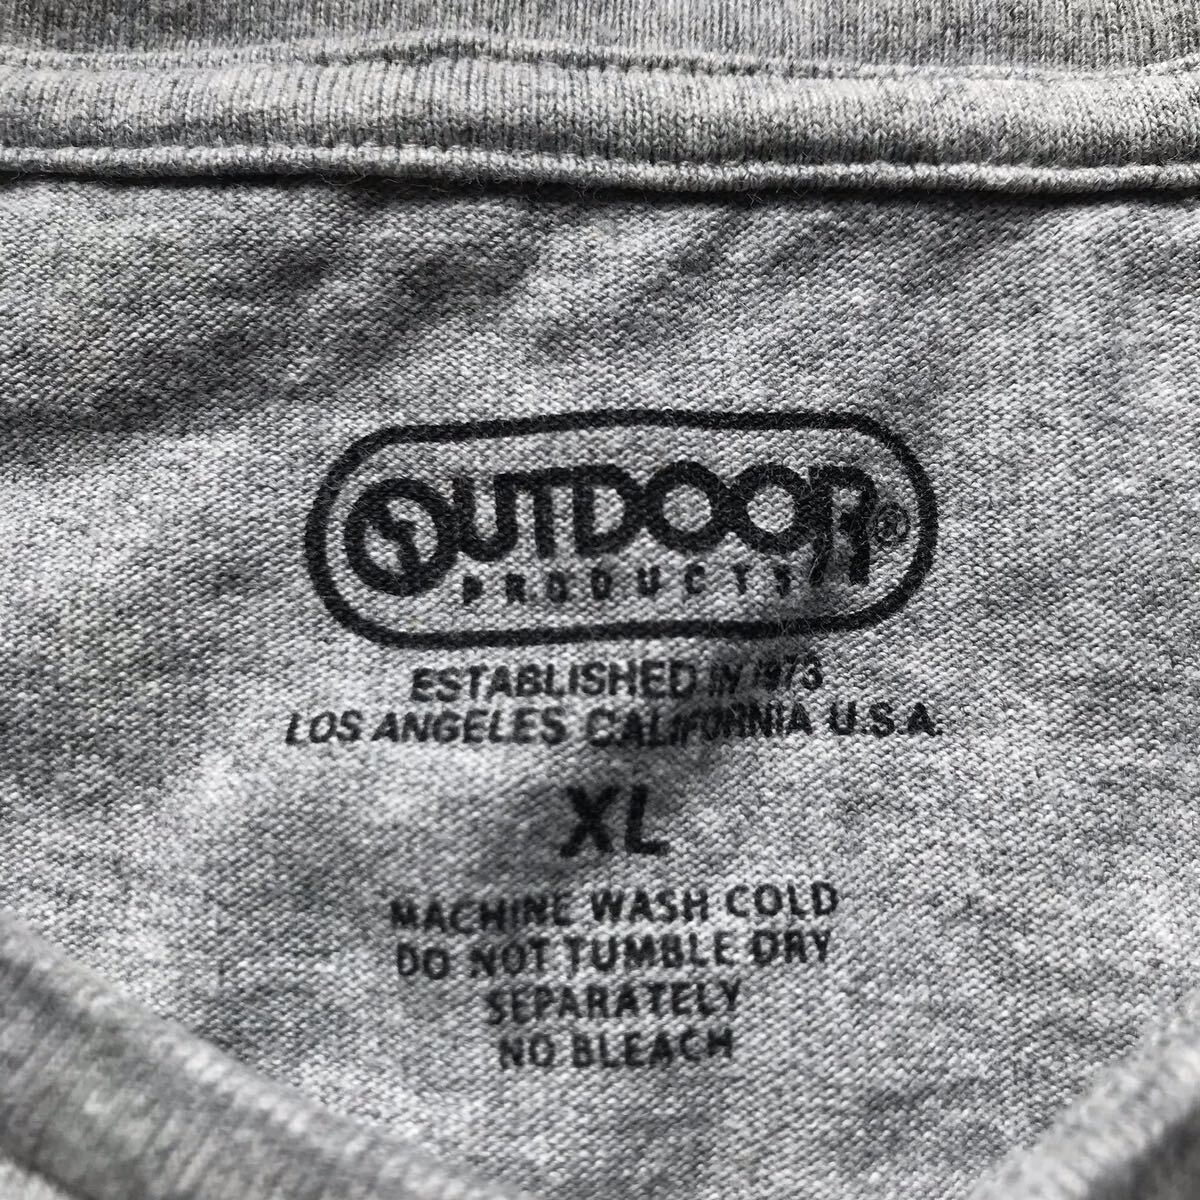 OUTDOOR®
PRODUCTS
ESTABLISHED IN 1973
LOS ANGELES CALIFORNIA U.S.A.
XL
MACHINE WASH COLD
DO NOT TUMBLE DRY
SEPARATELY
NO BLEACH